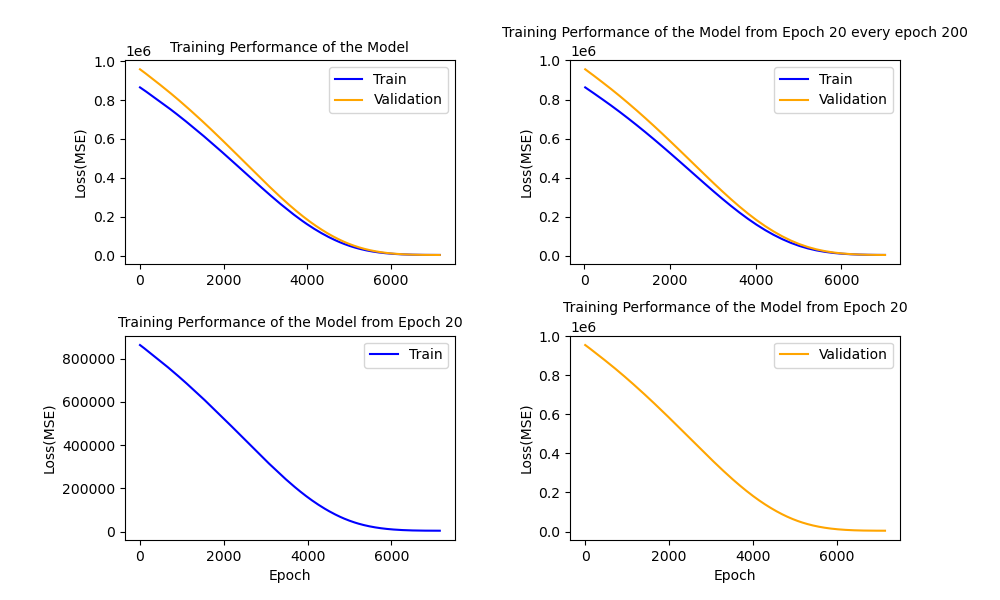 Training Performance of the Model
1e6
Loss(MSE)
1.0
0.8
0.6
0.4
0.2
0.0
0 2000 4000 6000
Train
Validation
Training Performance of the Model from Epoch 20 every epoch 200
1e6
Loss(MSE)
1.0
0.8
0.6
0.4
0.2
0.0
0 2000 4000 6000
Train
Validation
Training Performance of the Model from Epoch 20
Loss(MSE)
800000
600000
400000
200000
0
0 2000 4000 6000
Epoch
Train
Training Performance of the Model from Epoch 20
1e6
Loss(MSE)
1.0
0.8
0.6
0.4
0.2
0.0
0 2000 4000 6000
Epoch
Validation